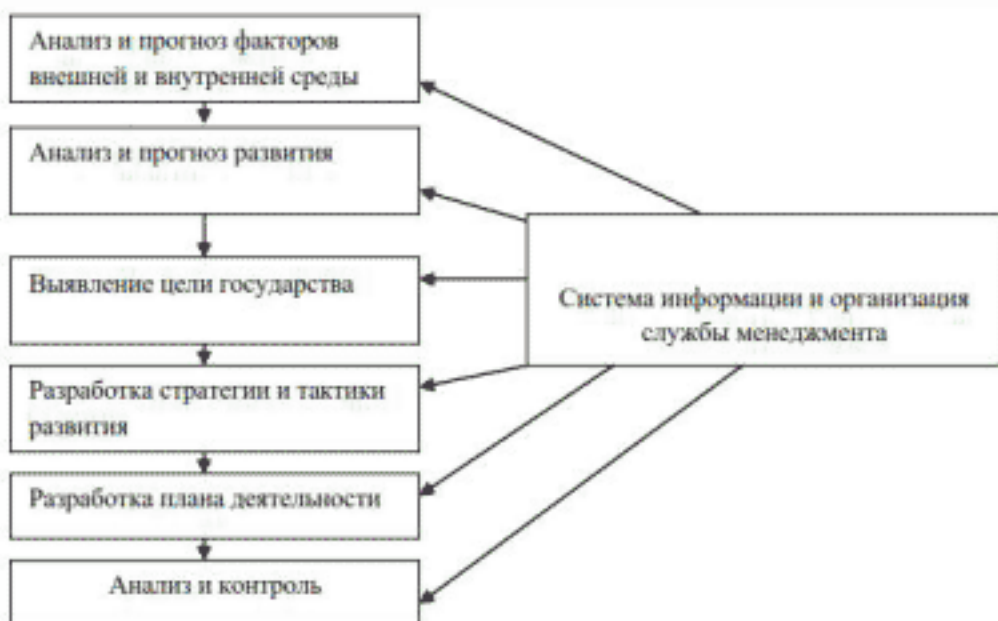 Анализ и прогноз факторов
внешней и внутренней среды
Анализ и прогноз развития
Выявление цели государства
Система информации и организация
службы менеджмента
Разработка стратегии и тактики
развития
Разработка плана деятельности
Анализ и контроль